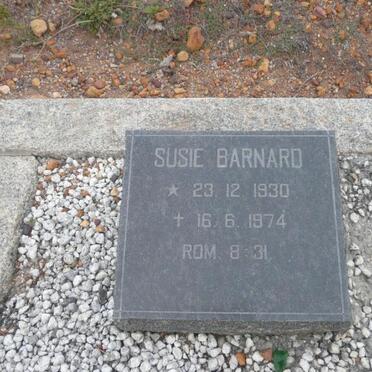 SUSIE BARNARD
★ 23. 12. 1930
✝ 16. 6. 1974
ROM. 8:31.